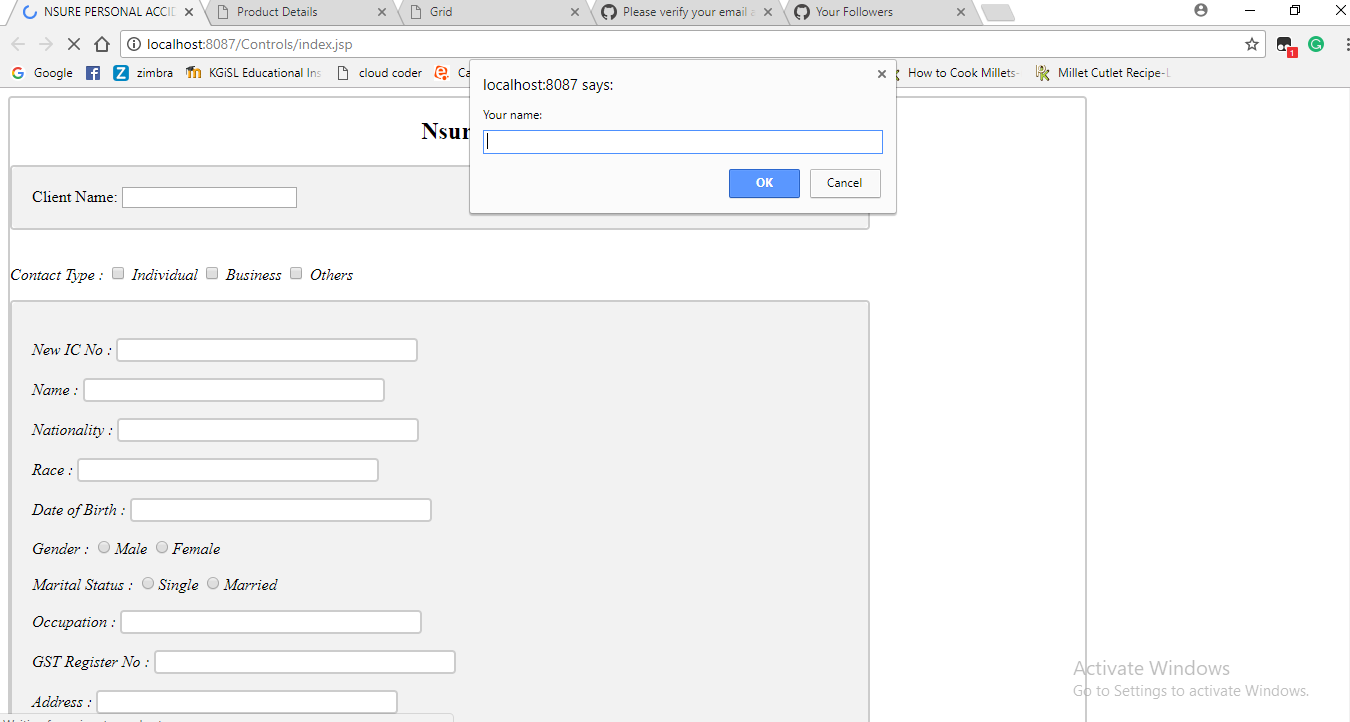 NSURE PERSONAL ACCID
Product Details
Grid
Please verify your email a
Your Followers
localhost:8087/Controls/index.jsp
1
Google
zimbra
KGiSL Educational Ins
cloud coder
Ca
How to Cook Millets-
Millet Cutlet Recipe-L
localhost:8087 says:
Your name:
OK
Cancel
Nsur
Client Name:
Contact Type :
Individual
Business
Others
New IC No :
Name :
Nationality :
Race :
Date of Birth :
Gender :
Male
Female
Marital Status :
Single
Married
Occupation :
GST Register No :
Address :
Activate Windows
Go to Settings to activate Windows.